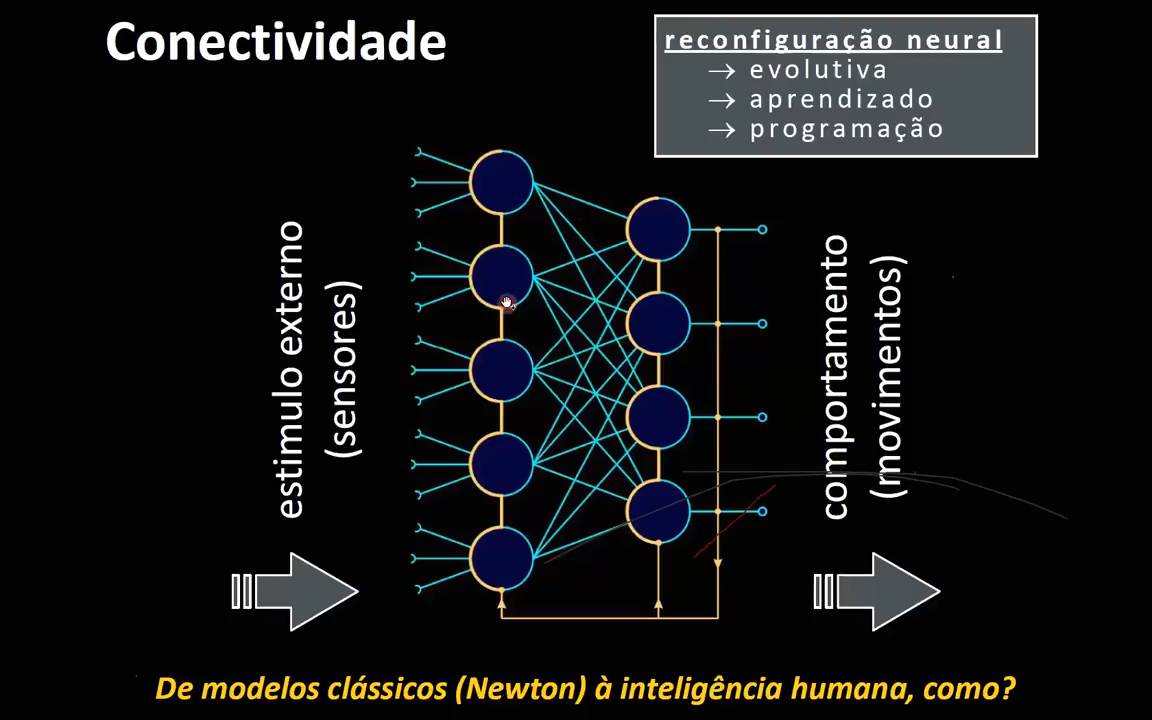 Conectividade
reconfiguração neural
→ evolutiva
→ aprendizado
→ programação
estimulo externo
(sensores)
comportamento
(movimentos)
De modelos clássicos (Newton) à inteligência humana, como?